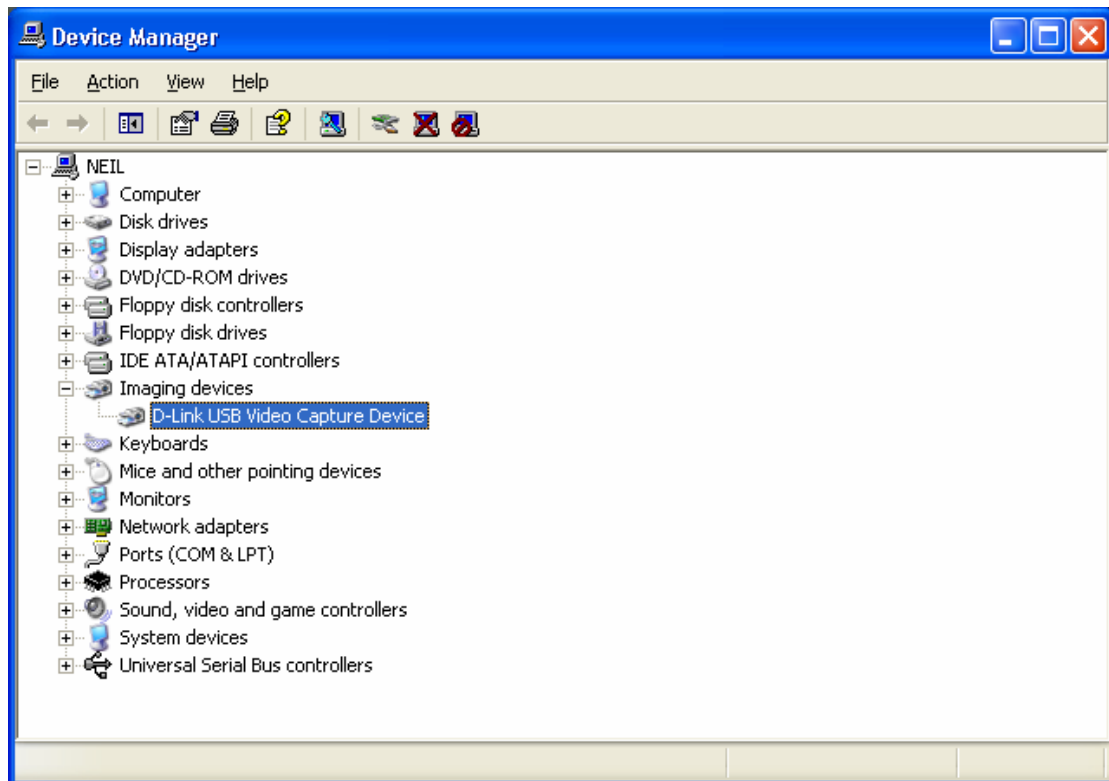 Device Manager
File Action View Help
NEIL
Computer
Disk drives
Display adapters
DVD/CD-ROM drives
Floppy disk controllers
Floppy disk drives
IDE ATA/ATAPI controllers
Imaging devices
D-Link USB Video Capture Device
Keyboards
Mice and other pointing devices
Monitors
Network adapters
Ports (COM & LPT)
Processors
Sound, video and game controllers
System devices
Universal Serial Bus controllers